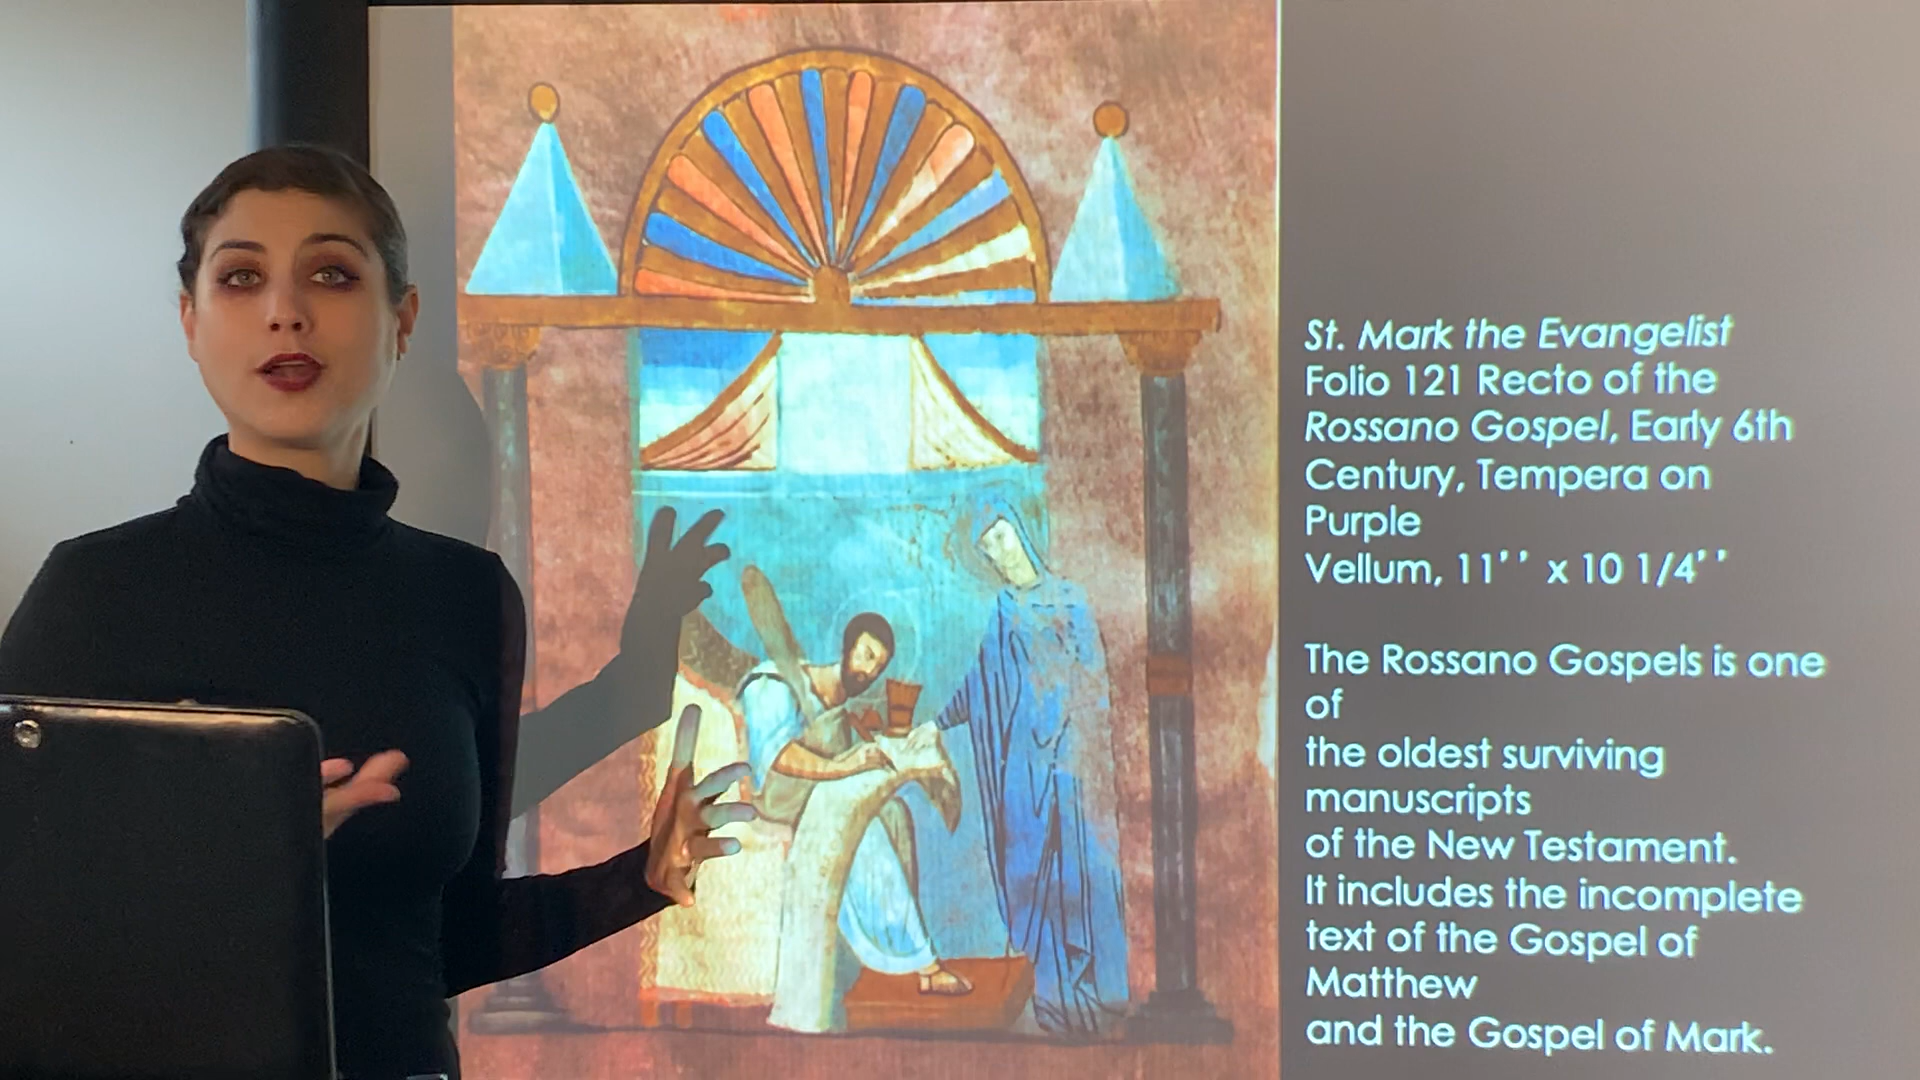 St. Mark the Evangelist
Folio 121 Recto of the
Rossano Gospel, Early 6th
Century, Tempera on
Purple
Vellum, 11’’ x 10 1/4’’
The Rossano Gospels is one
of
the oldest surviving
manuscripts
of the New Testament.
It includes the incomplete
text of the Gospel of
Matthew
and the Gospel of Mark.